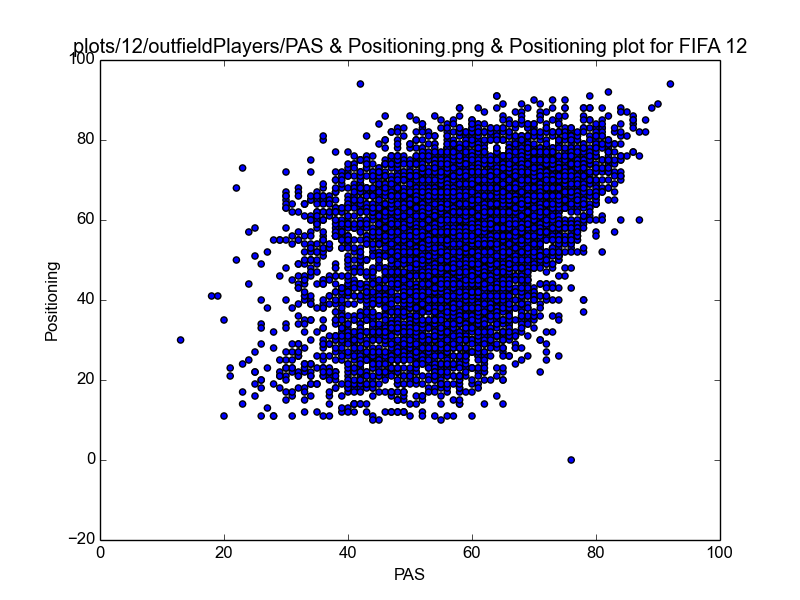 plots/12/outfieldPlayers/PAS & Positioning.png & Positioning plot for FIFA 12
100
80
60
40
20
0
−20
Positioning
0 20 40 60 80 100
PAS